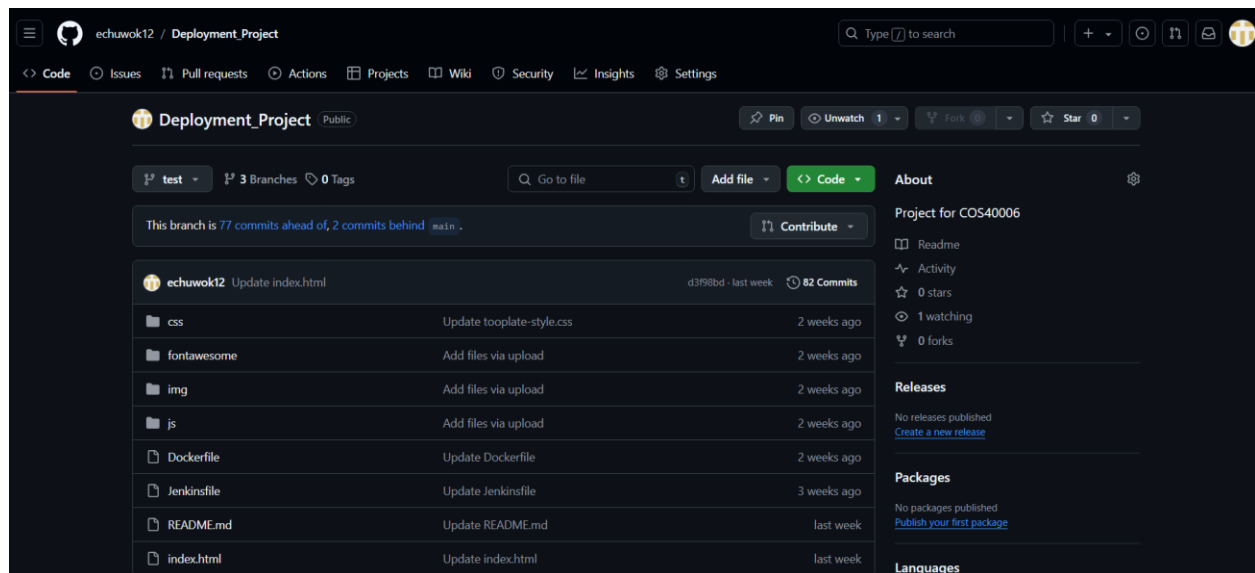 echuwok12 / Deployment_Project
Type / to search
Code Issues Pull requests Actions Projects Wiki Security Insights Settings
Deployment_Project Public
Pin Unwatch 1 Fork 0 Star 0
test 3 Branches 0 Tags Go to file t Add file Code
This branch is 77 commits ahead of, 2 commits behind main .
Contribute
echuwok12 Update index.html d3f98bd · last week 82 Commits
css Update tooplate-style.css 2 weeks ago
fontawesome Add files via upload 2 weeks ago
img Add files via upload 2 weeks ago
js Add files via upload 2 weeks ago
Dockerfile Update Dockerfile 2 weeks ago
Jenkinsfile Update Jenkinsfile 3 weeks ago
README.md Update README.md last week
index.html Update index.html last week
About
Project for COS40006
Readme
Activity
0 stars
1 watching
0 forks
Releases
No releases published
Create a new release
Packages
No packages published
Publish your first package
Languages